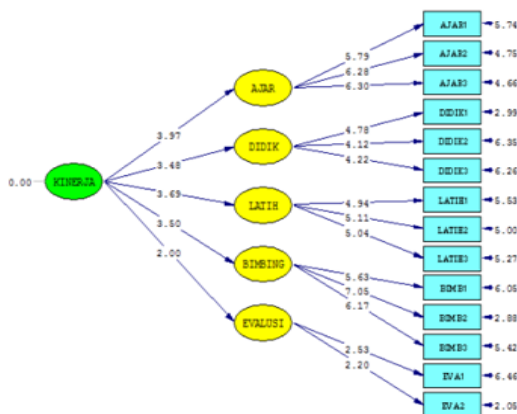 AJAR1
5.74
5.79
AJAR2
4.75
6.28
AJAR
AJAR3
4.66
6.30
DIDIK1
2.99
3.97
4.78
DIDIK
4.12
DIDIK2
6.35
3.48
4.22
DIDIK3
6.26
0.00
KINERJA
LATIH1
5.53
4.94
3.69
LATIH
5.11
LATIH2
5.00
3.50
5.04
LATIH3
5.27
2.00
BIMBING
5.63
BIMB1
6.05
7.05
BIMB2
2.88
6.17
EVALUSI
BIMB3
5.42
2.53
EVA1
6.46
2.20
EVA2
2.05